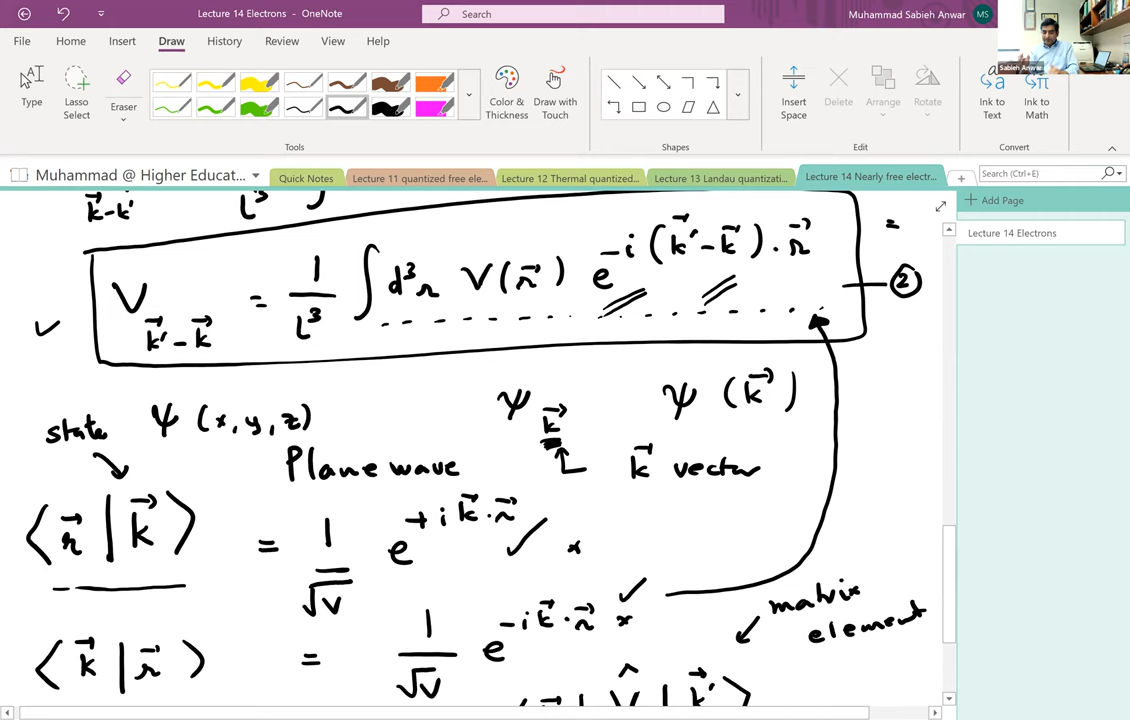 Lecture 14 Electrons - OneNote
Search
Muhammad Sabieh Anwar
MS
Sabieh Anwar
File Home Insert Draw History Review View Help
Type
Lasso Select
Eraser
Color & Thickness
Draw with Touch
Insert Space
Delete
Arrange
Rotate
Ink to Text
Ink to Math
Tools
Shapes
Edit
Convert
Muhammad @ Higher Educat...
Quick Notes
Lecture 11 quantized free ele...
Lecture 12 Thermal quantized...
Lecture 13 Landau quantizati...
Lecture 14 Nearly free electr...
Search (Ctrl+E)
Add Page
Lecture 14 Electrons
k⃗-k⃗' L³ ∫
V_{k⃗'-k⃗} = 1/L³ ∫ d³r V(r⃗) e^{-i(k⃗'-k⃗)·r⃗} — ② =
state ψ(x,y,z) ψ_{k⃗} ψ(k⃗)
Plane wave k⃗ vector
⟨r⃗|k⃗⟩ = 1/√V e^{+ik⃗·r⃗} ✓ *
⟨k⃗|r⃗⟩ = 1/√V e^{-ik⃗·r⃗} ✓ *
matrix element